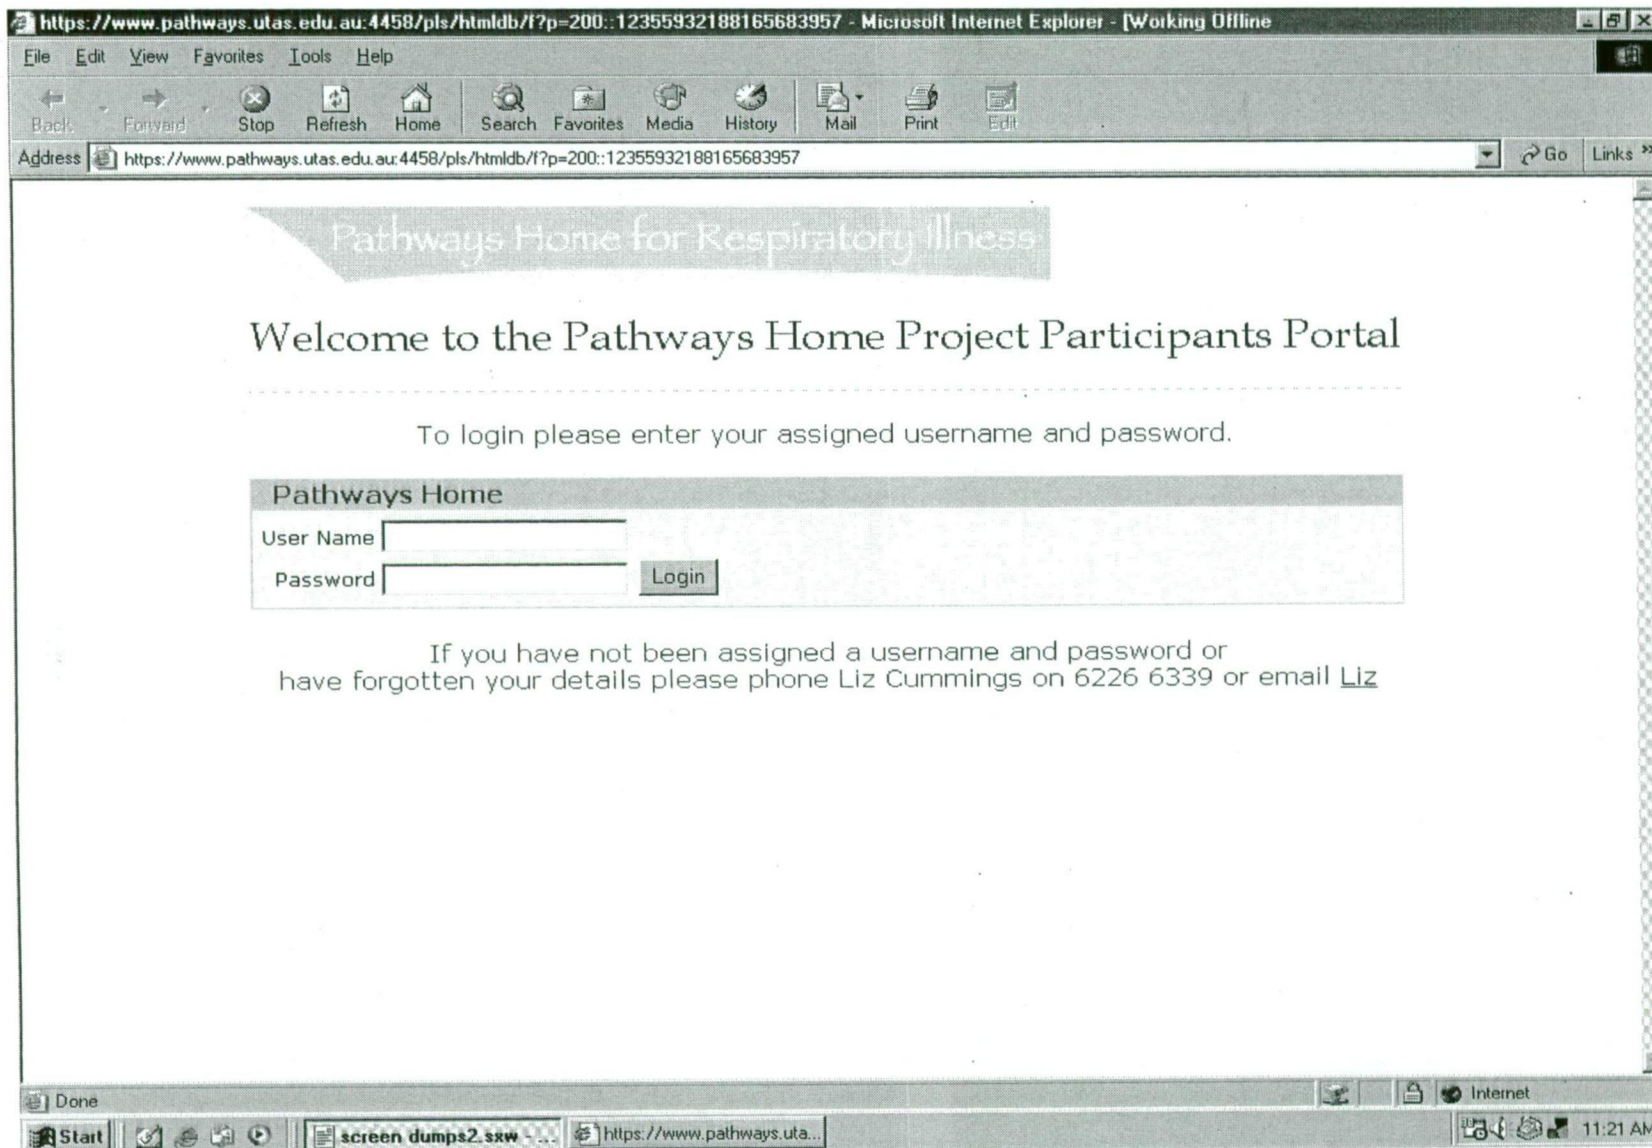 https://www.pathways.utas.edu.au:4458/pls/htmldb/f?p=200::12355932188165683957 - Microsoft Internet Explorer - [Working Offline
File Edit View Favorites Tools Help
Back Forward Stop Refresh Home Search Favorites Media History Mail Print Edit
Address https://www.pathways.utas.edu.au:4458/pls/htmldb/f?p=200::12355932188165683957 Go Links »
Pathways Home for Respiratory Illness
Welcome to the Pathways Home Project Participants Portal
To login please enter your assigned username and password.
Pathways Home
User Name
Password Login
If you have not been assigned a username and password or
have forgotten your details please phone Liz Cummings on 6226 6339 or email Liz
Done Internet
Start screen dumps2.sxw - ... https://www.pathways.uta... 11:21 AM